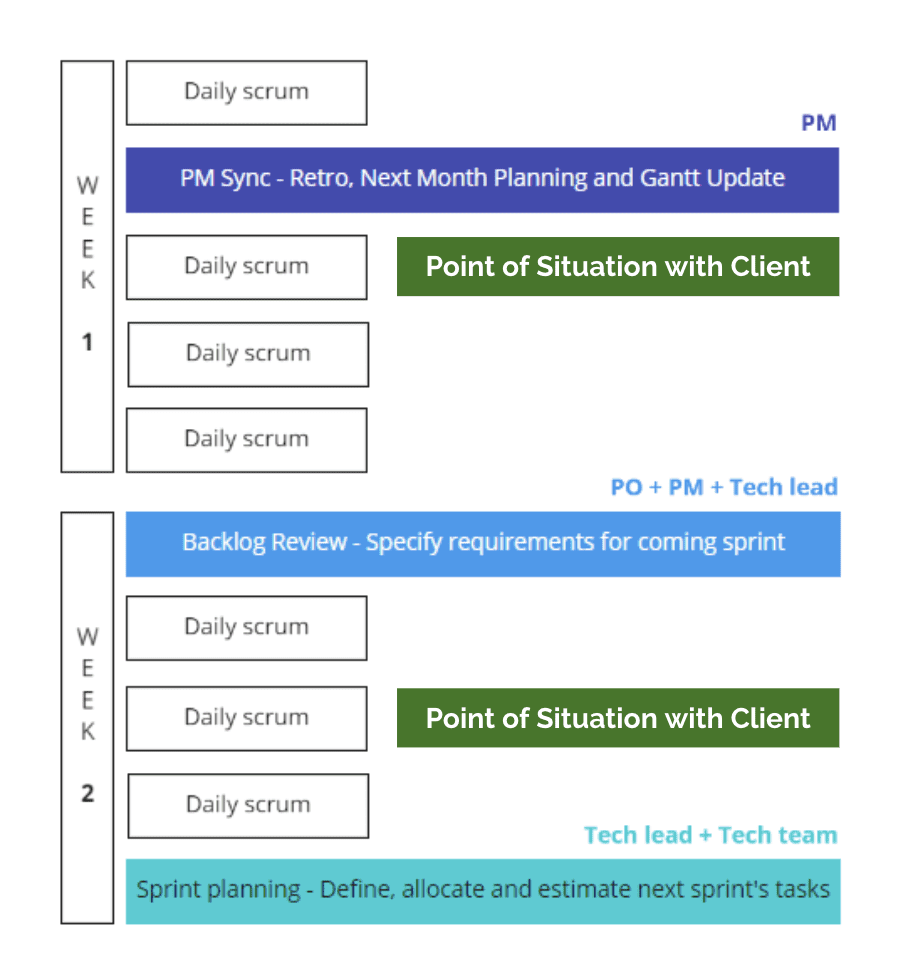 WEEK 1
Daily scrum
PM
PM Sync - Retro, Next Month Planning and Gantt Update
Daily scrum
Point of Situation with Client
Daily scrum
Daily scrum
PO + PM + Tech lead
WEEK 2
Backlog Review - Specify requirements for coming sprint
Daily scrum
Daily scrum
Point of Situation with Client
Daily scrum
Tech lead + Tech team
Sprint planning - Define, allocate and estimate next sprint's tasks